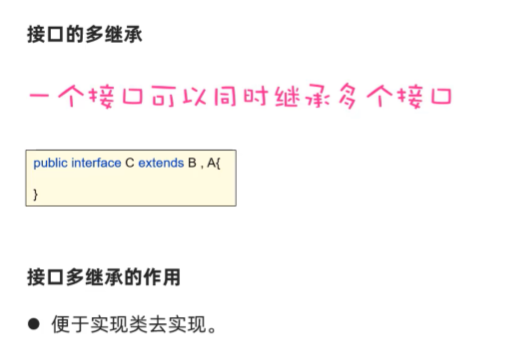 接口的多继承
一个接口可以同时继承多个接口
public interface C extends B , A{
}
接口多继承的作用
● 便于实现类去实现。